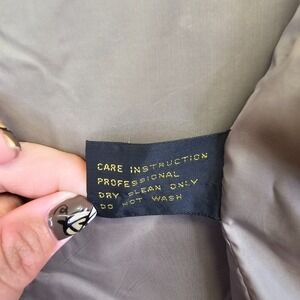 CARE INSTRUCTION
PROFESSIONAL
DRY CLEAN ONLY
DO NOT WASH